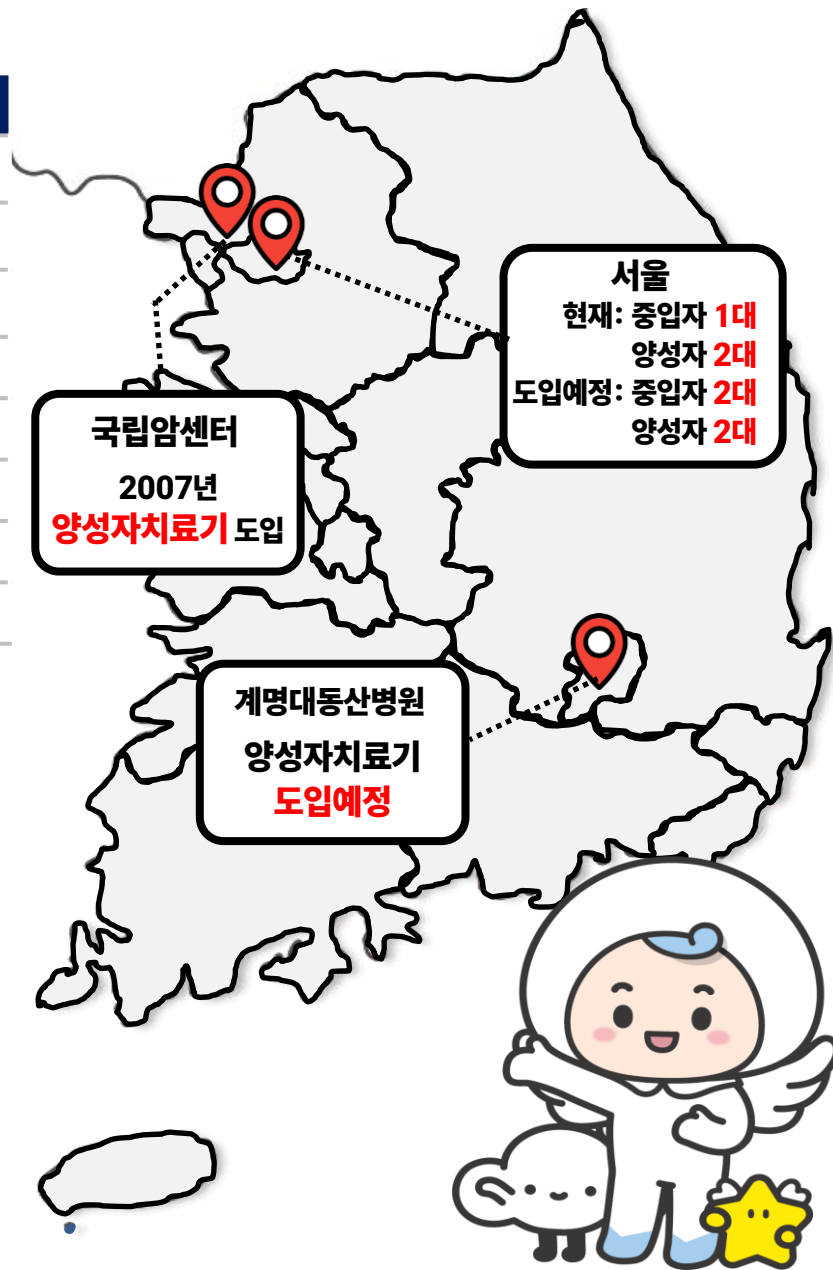 서울
현재: 중입자 1대
양성자 2대
도입예정: 중입자 2대
양성자 2대
국립암센터
2007년
양성자치료기 도입
계명대동산병원
양성자치료기
도입예정